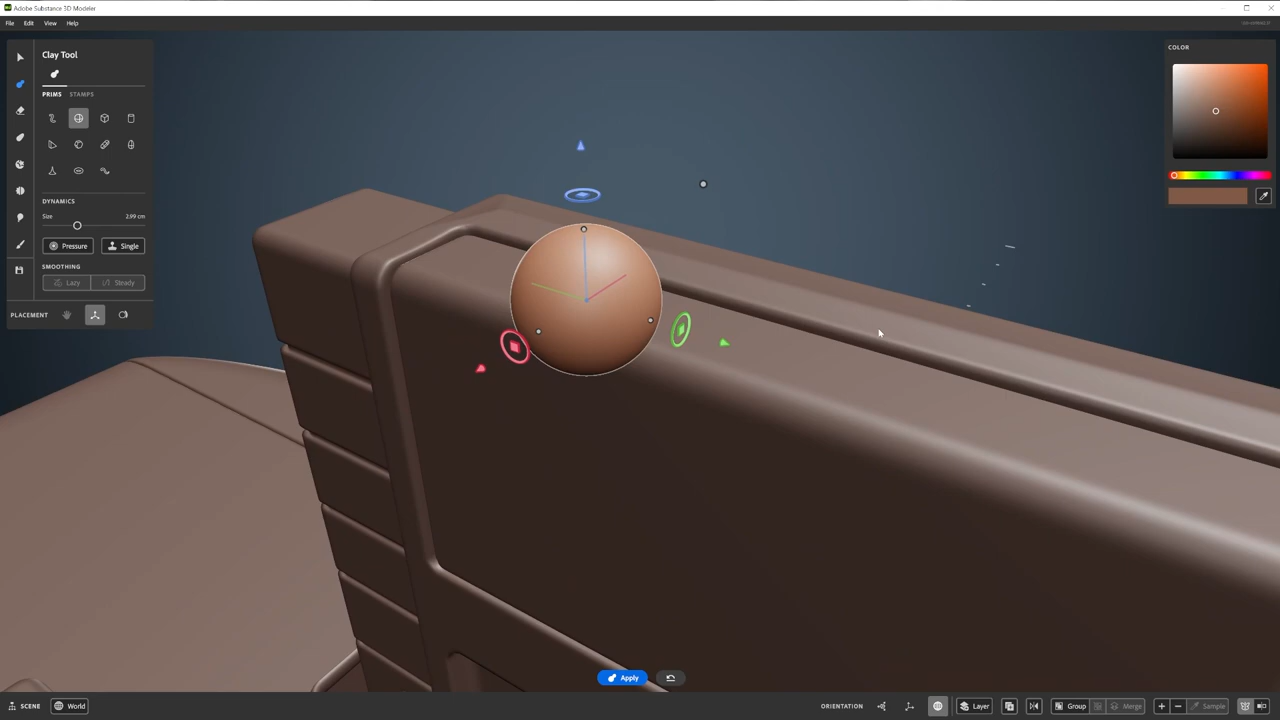 Adobe Substance 3D Modeler
File Edit View Help
Clay Tool
PRIMS STAMPS
DYNAMICS
Size 2.99 cm
Pressure Single
SMOOTHING
Lazy Steady
PLACEMENT
COLOR
Apply
SCENE World
ORIENTATION Layer Group Merge Sample